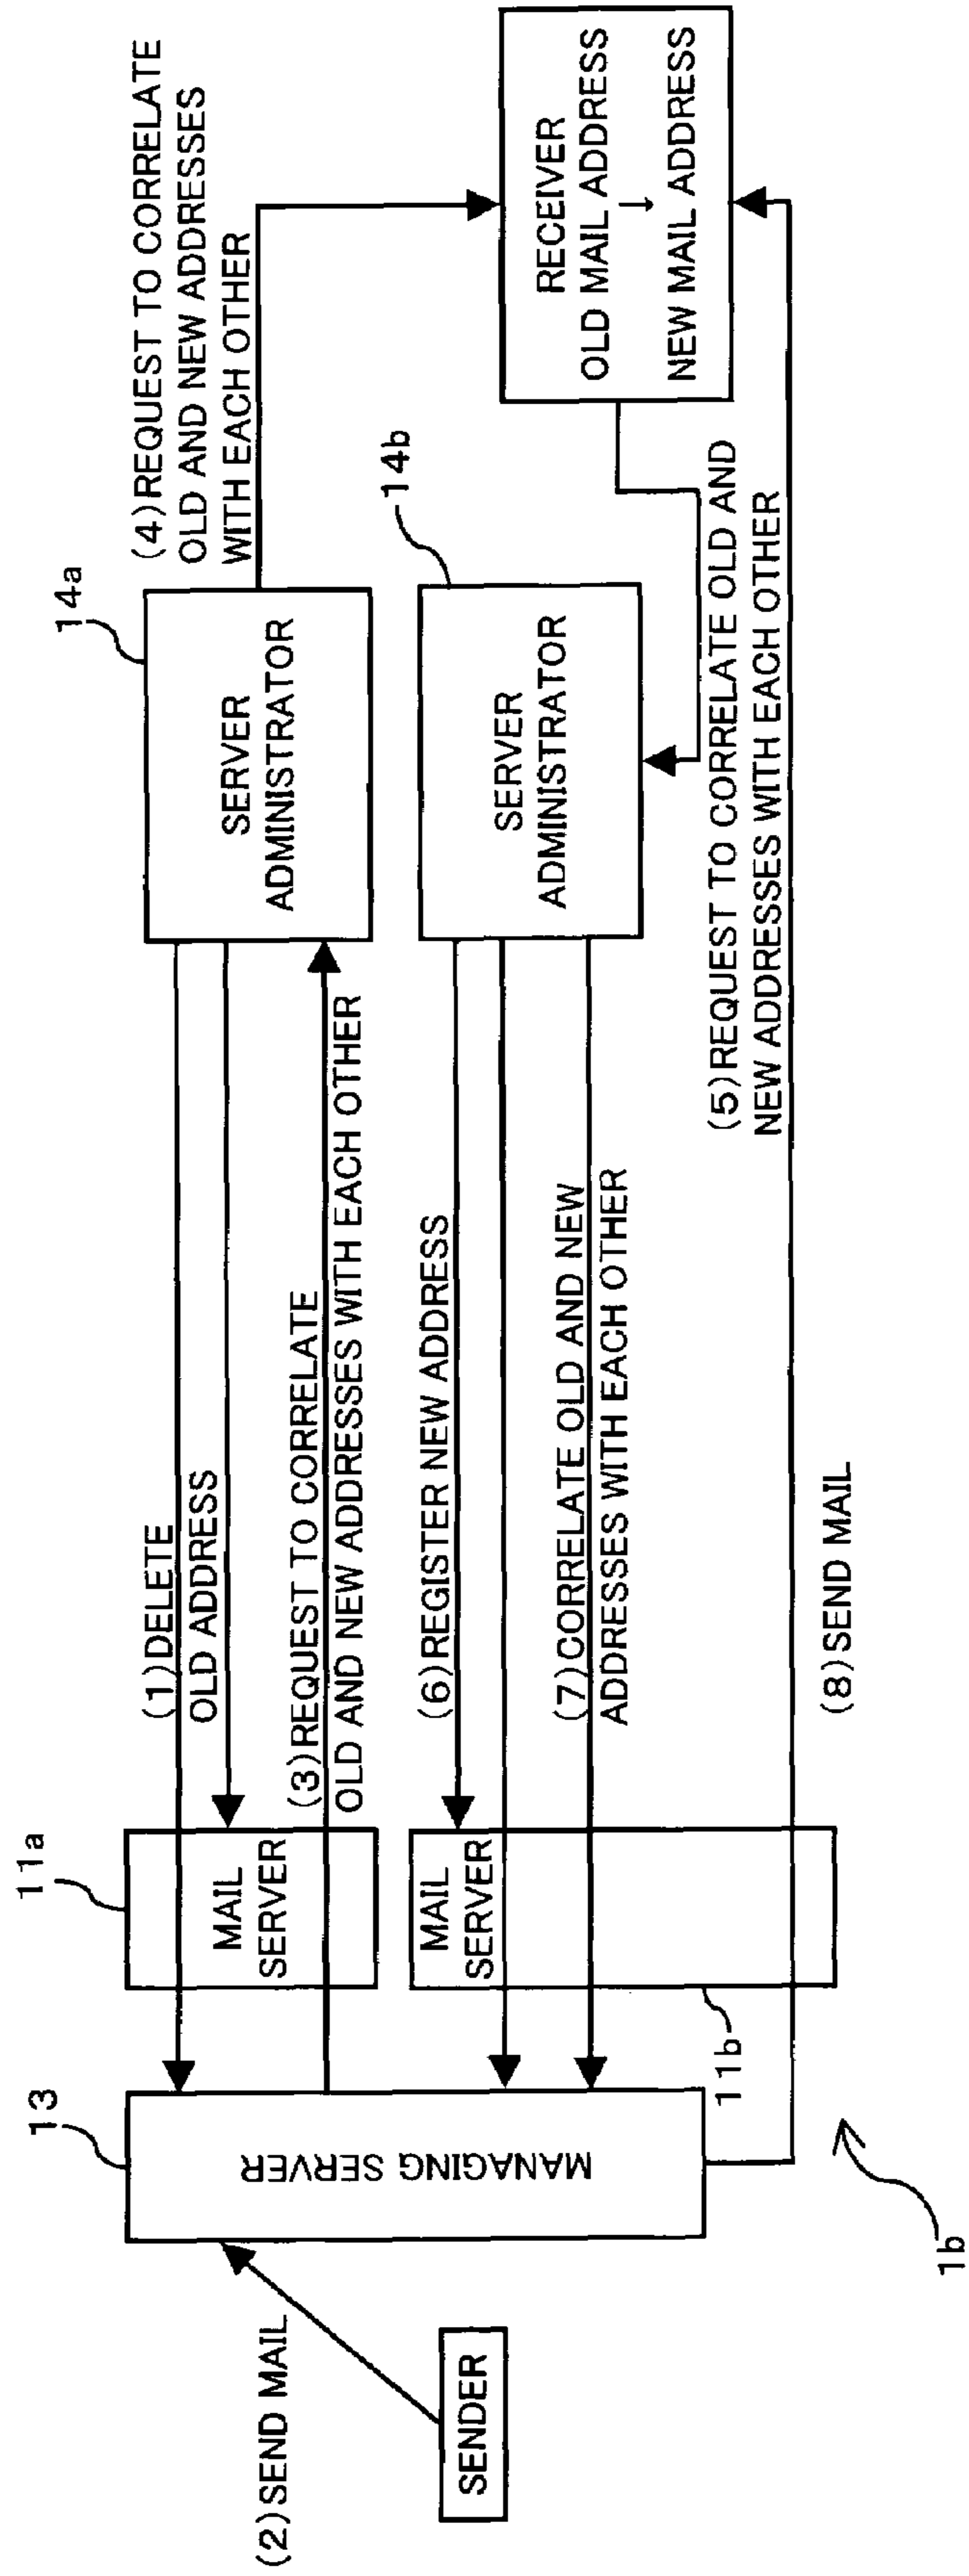 (2)SEND MAIL
SENDER
13
MANAGING SERVER
1b
11a
MAIL
SERVER
MAIL
SERVER
11b
(1)DELETE
OLD ADDRESS
(3)REQUEST TO CORRELATE
OLD AND NEW ADDRESSES WITH EACH OTHER
(6)REGISTER NEW ADDRESS
(7)CORRELATE OLD AND NEW
ADDRESSES WITH EACH OTHER
(8)SEND MAIL
14a
SERVER
ADMINISTRATOR
14b
SERVER
ADMINISTRATOR
(4)REQUEST TO CORRELATE
OLD AND NEW ADDRESSES
WITH EACH OTHER
(5)REQUEST TO CORRELATE OLD AND
NEW ADDRESSES WITH EACH OTHER
RECEIVER
OLD MAIL ADDRESS
↓
NEW MAIL ADDRESS